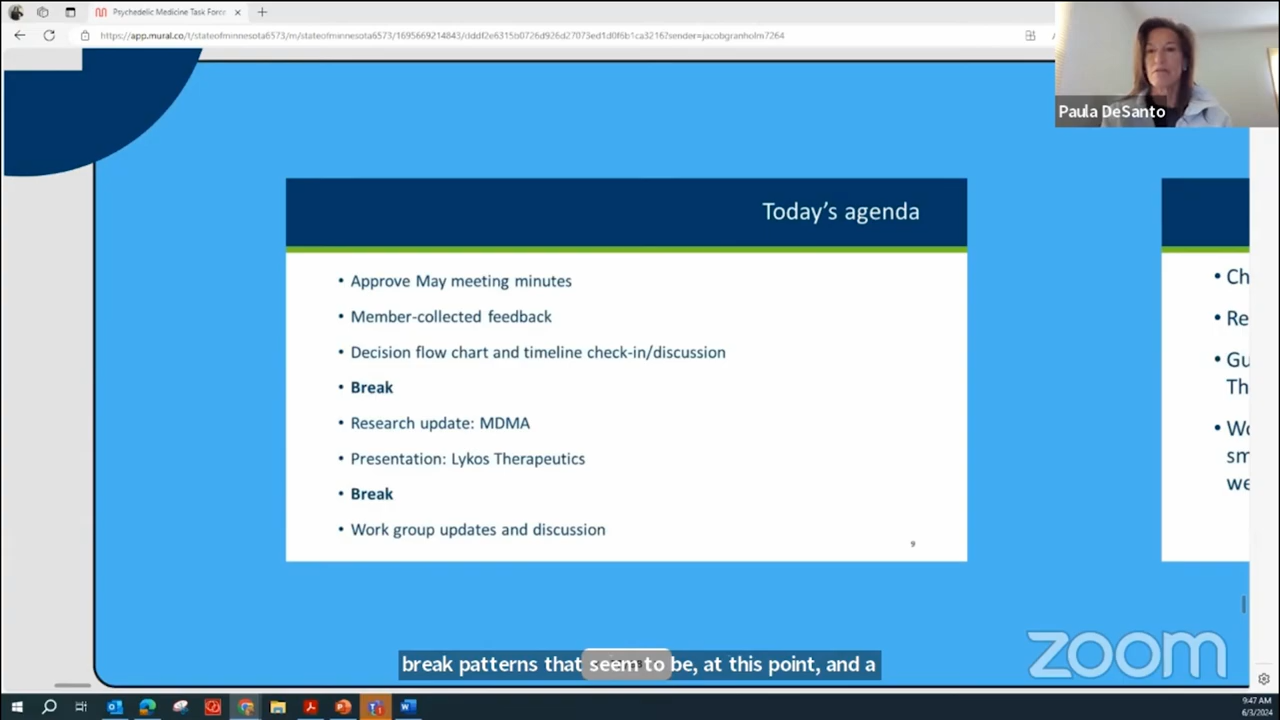 Psychedelic Medicine Task Forc
https://app.mural.co/t/stateofminnesota6573/m/stateofminnesota6573/1695669214843/dddf2e6315b0726d926d27073ed1d0f6b1ca3216?sender=jacobgranholm7264
Paula DeSanto
Today's agenda
• Approve May meeting minutes
• Member-collected feedback
• Decision flow chart and timeline check-in/discussion
• Break
• Research update: MDMA
• Presentation: Lykos Therapeutics
• Break
• Work group updates and discussion
9
• Ch
• Re
• Gu
Th
• Wo
sm
we
zoom
break patterns that seem to be, at this point, and a
9:47 AM
6/3/2024